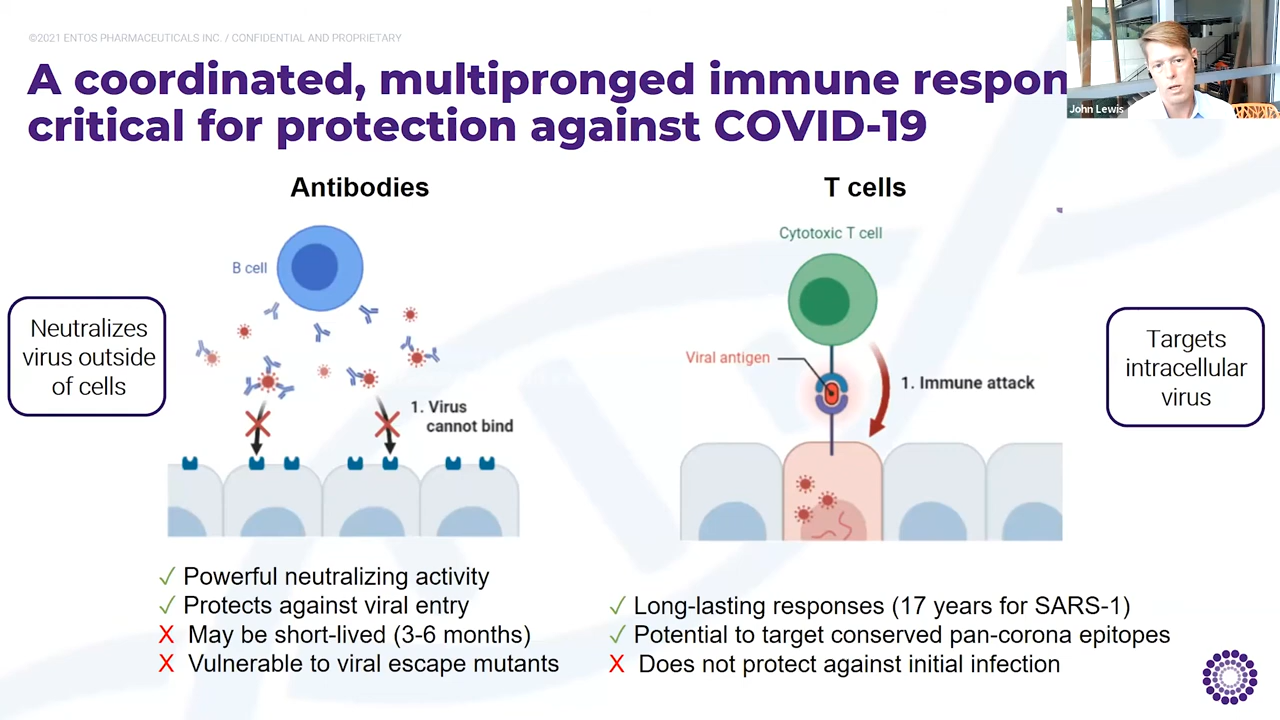 ©2021 ENTOS PHARMACEUTICALS INC. / CONFIDENTIAL AND PROPRIETARY
A coordinated, multipronged immune respon
critical for protection against COVID-19
John Lewis
Antibodies
B cell
Neutralizes
virus outside
of cells
1. Virus
cannot bind
✓ Powerful neutralizing activity
✓ Protects against viral entry
X May be short-lived (3-6 months)
X Vulnerable to viral escape mutants
T cells
Cytotoxic T cell
Viral antigen
1. Immune attack
Targets
intracellular
virus
✓ Long-lasting responses (17 years for SARS-1)
✓ Potential to target conserved pan-corona epitopes
X Does not protect against initial infection